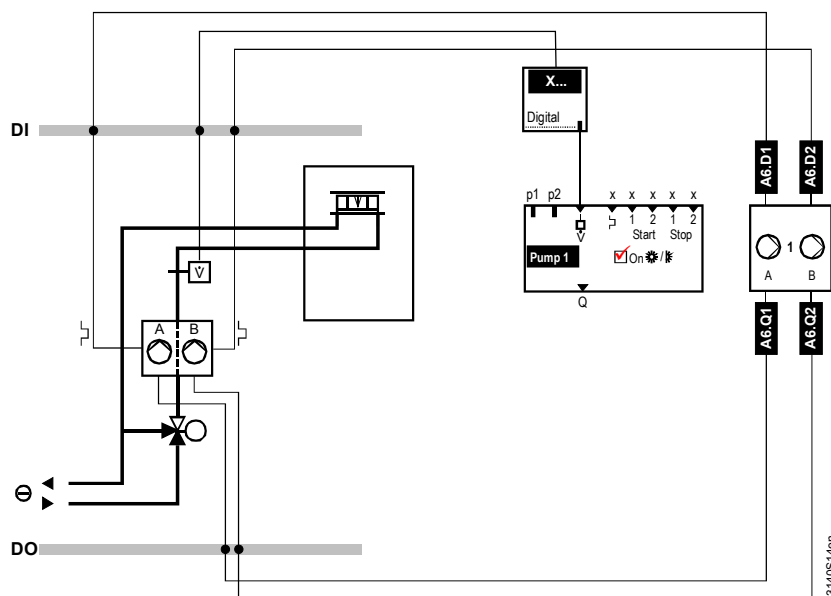 X...
DI
Digital
A6.D1
A6.D2
p1 p2 x x x x x
1 2 1 2
Start Stop
V̇
Pump 1
On
1
A B
V̇
Q
A B
A6.Q1
A6.Q2
DO